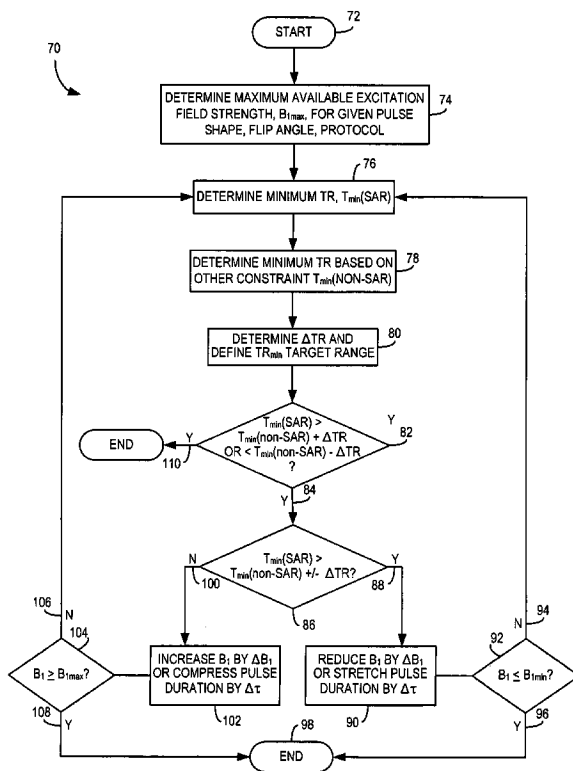 72
START
70
DETERMINE MAXIMUM AVAILABLE EXCITATION
FIELD STRENGTH, B1max, FOR GIVEN PULSE
SHAPE, FLIP ANGLE, PROTOCOL
74
76
DETERMINE MINIMUM TR, Tmin(SAR)
DETERMINE MINIMUM TR BASED ON
OTHER CONSTRAINT Tmin(NON-SAR)
78
DETERMINE ΔTR AND
DEFINE TRmin TARGET RANGE
80
Tmin(SAR) >
Tmin(non-SAR) + ΔTR
OR < Tmin(non-SAR) - ΔTR
?
Y
82
END
Y
110
84
Y
Tmin(SAR) >
Tmin(non-SAR) +/- ΔTR?
N
100
Y
88
86
106
N
104
B1 ≥ B1max?
108
Y
INCREASE B1 BY ΔB1
OR COMPRESS PULSE
DURATION BY Δτ
102
REDUCE B1 BY ΔB1
OR STRETCH PULSE
DURATION BY Δτ
90
94
N
92
B1 ≤ B1min?
Y
96
98
END